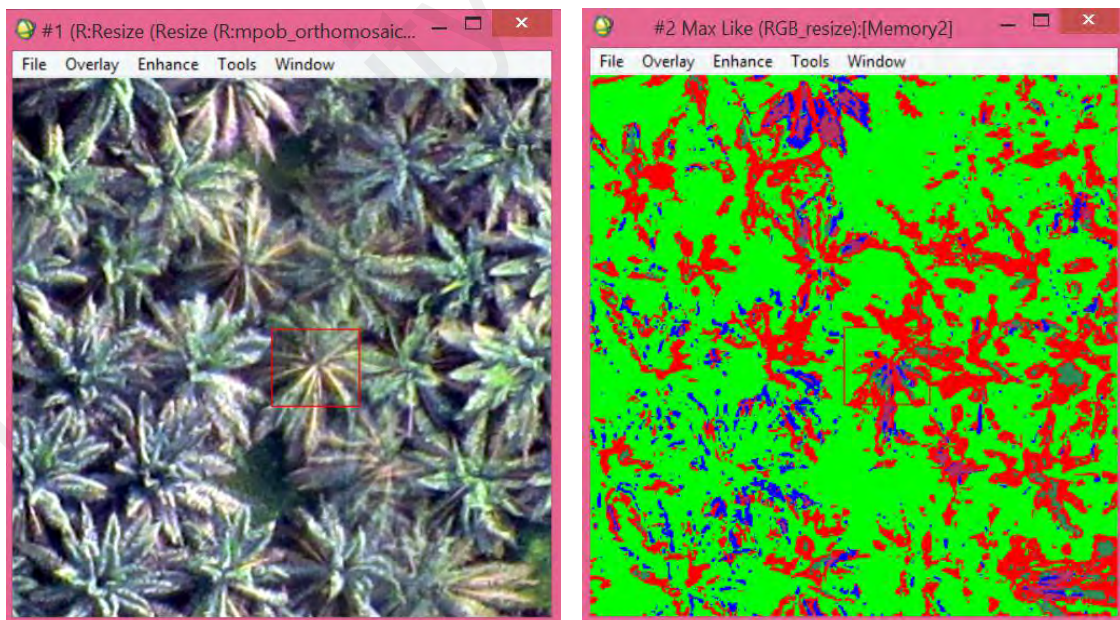 #1 (R:Resize (Resize (R:mpob_orthomosaic...
File Overlay Enhance Tools Window
#2 Max Like (RGB_resize):[Memory2]
File Overlay Enhance Tools Window